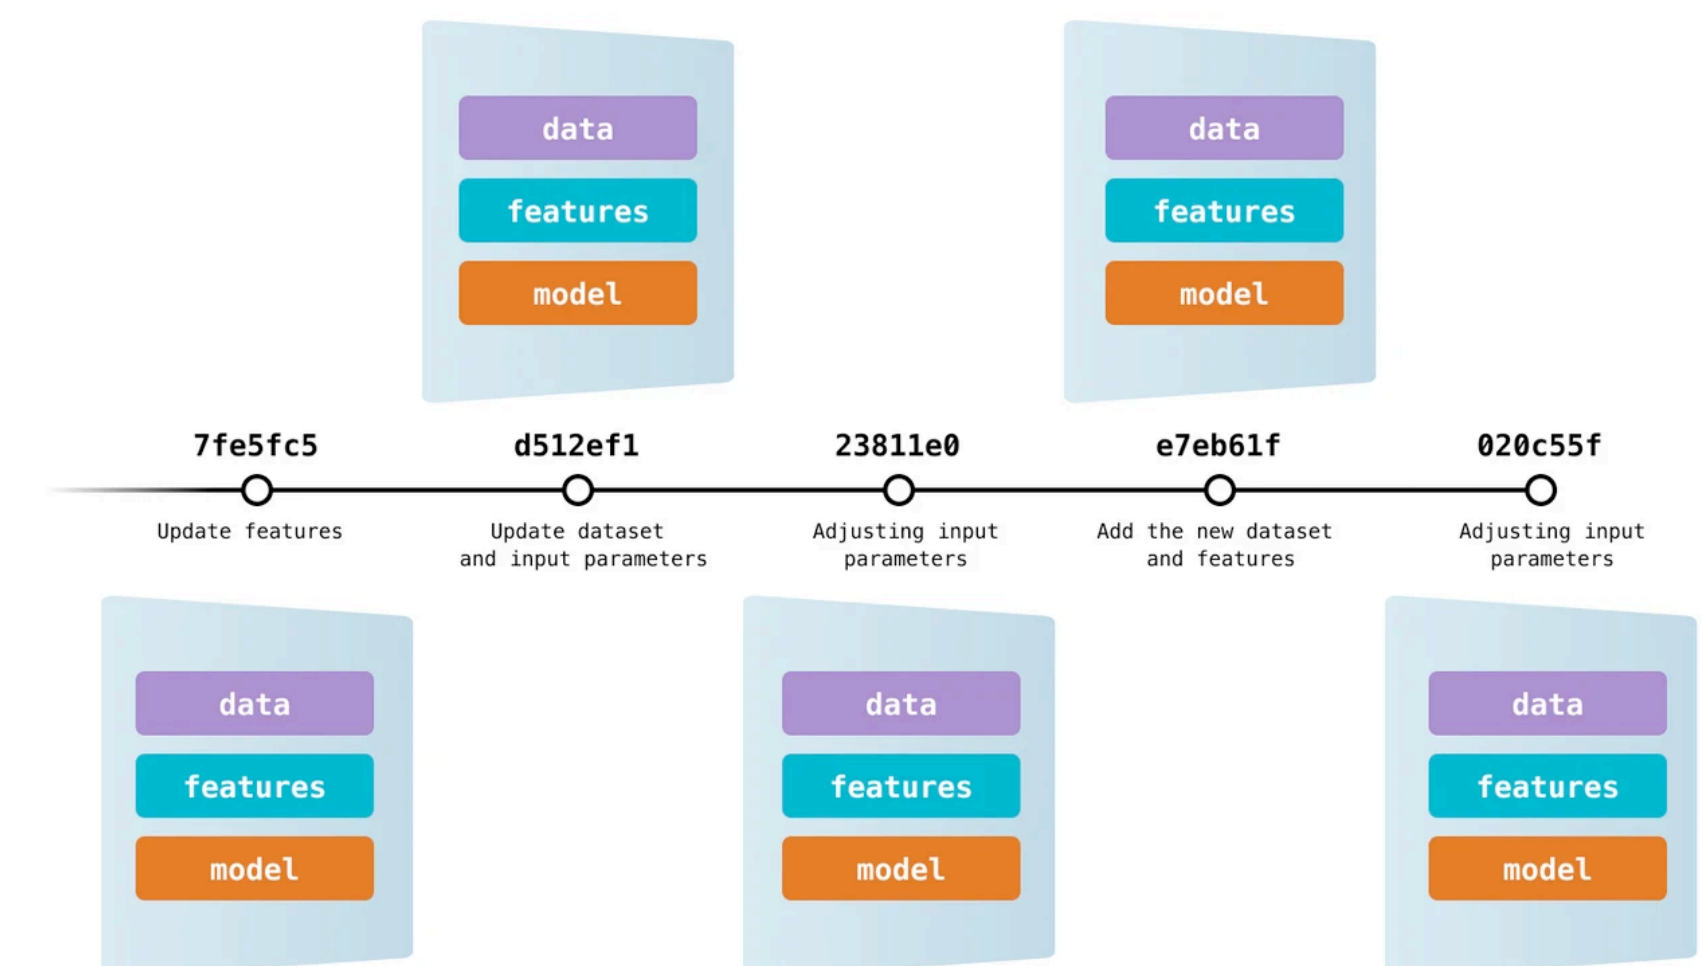 data
data
features
features
model
model
7fe5fc5
d512ef1
23811e0
e7eb61f
020c55f
Update features
Update dataset
and input parameters
Adjusting input
parameters
Add the new dataset
and features
Adjusting input
parameters
data
data
data
features
features
features
model
model
model